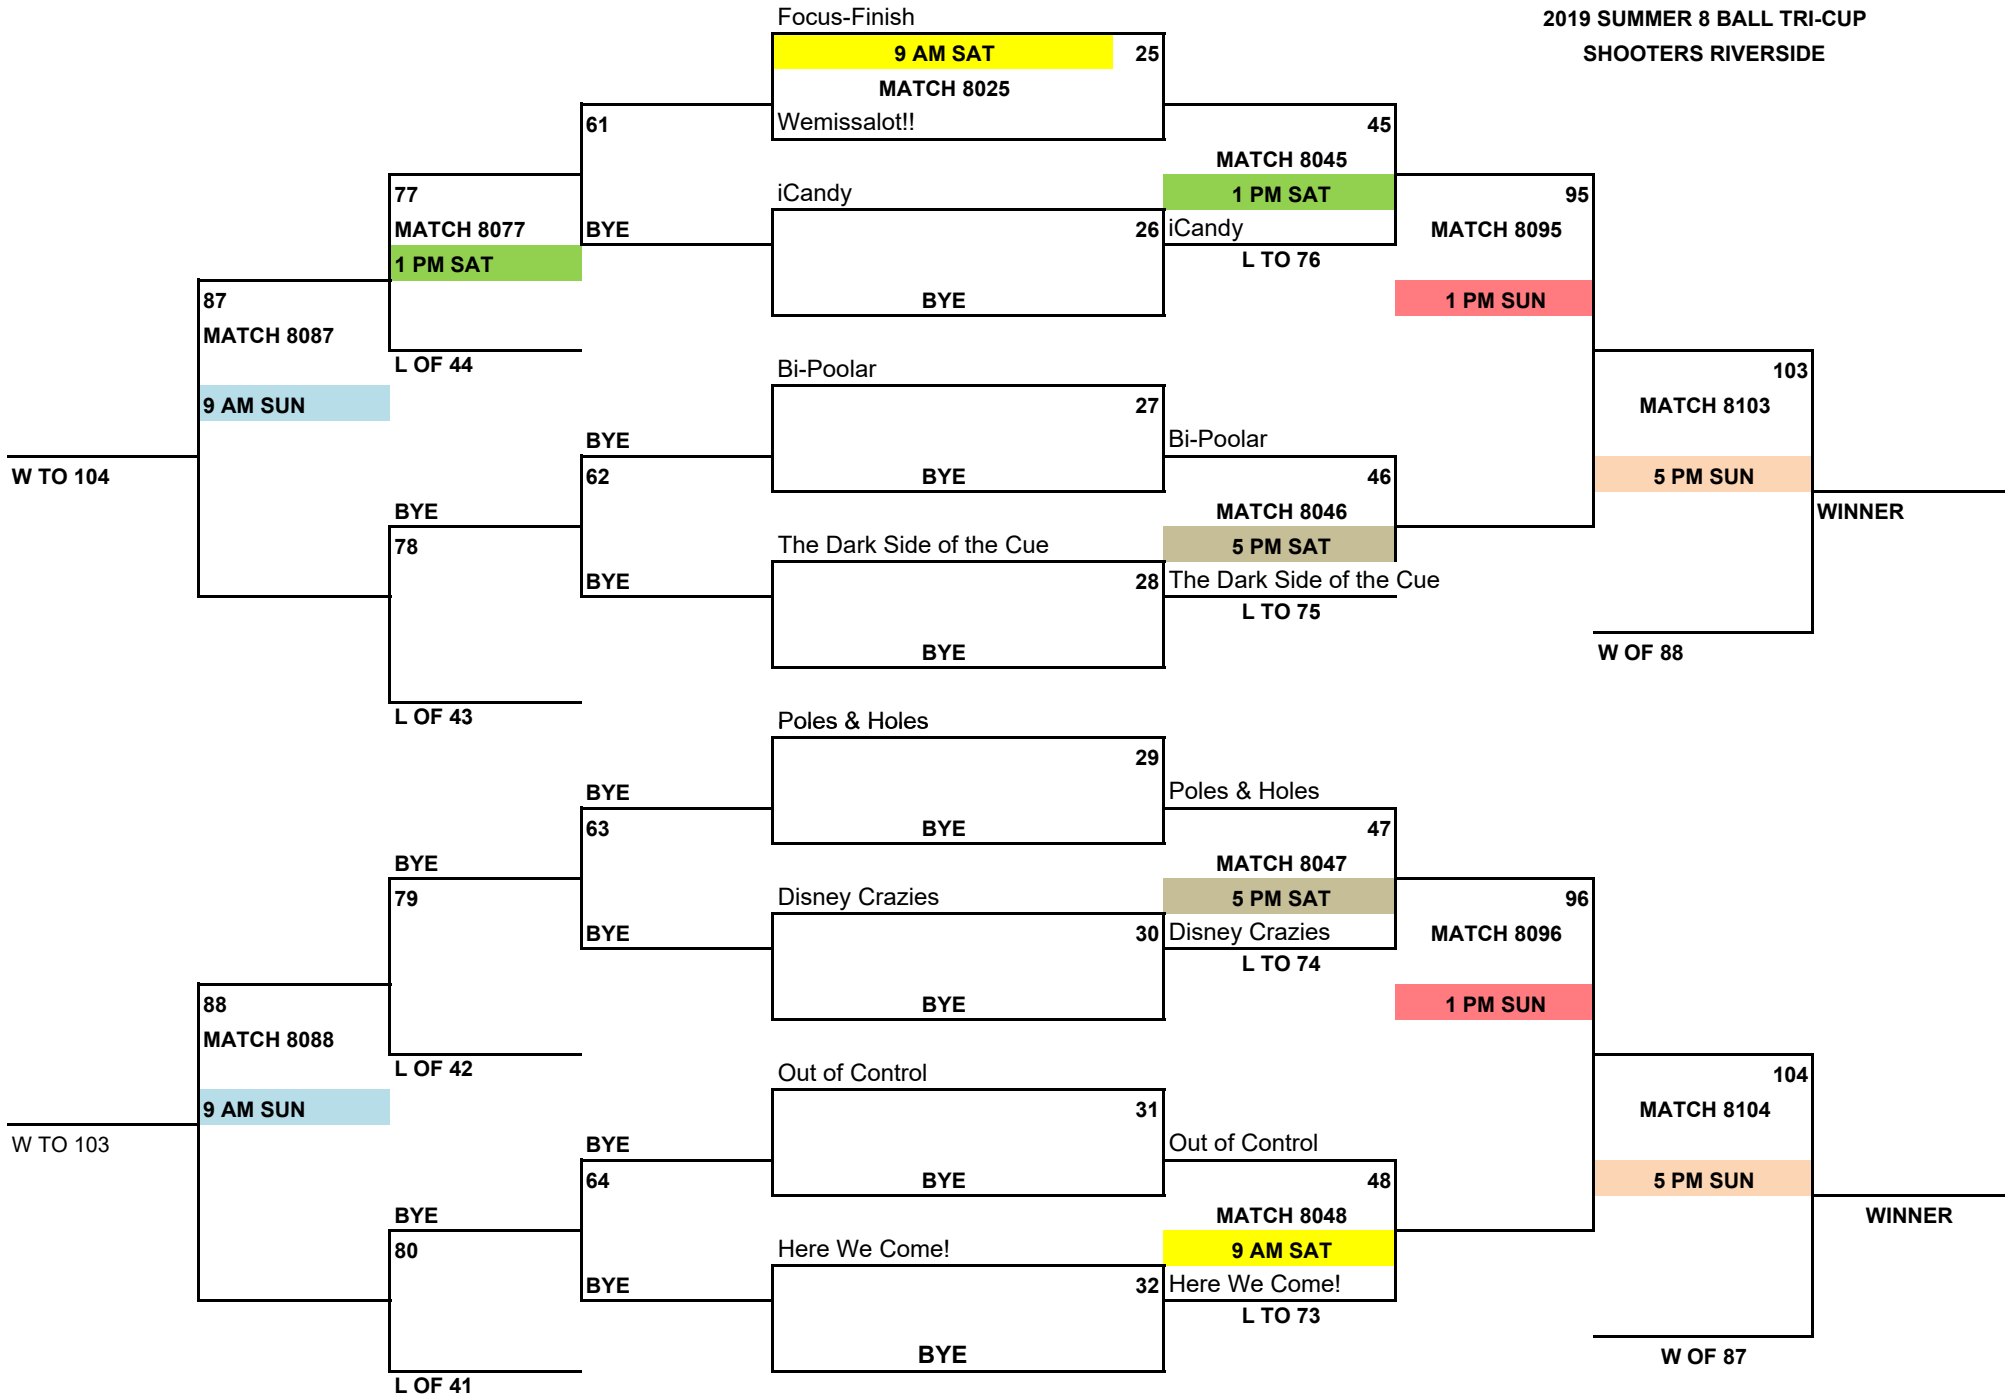 Focus-Finish
2019 SUMMER 8 BALL TRI-CUP
9 AM SAT 25
SHOOTERS RIVERSIDE
MATCH 8025
61
Wemissalot!!
45
MATCH 8045
77
iCandy
1 PM SAT
95
MATCH 8077
BYE
26
iCandy
MATCH 8095
1 PM SAT
L TO 76
87
BYE
1 PM SUN
MATCH 8087
L OF 44
Bi-Poolar
103
9 AM SUN
27
MATCH 8103
BYE
Bi-Poolar
W TO 104
62
BYE
46
5 PM SUN
BYE
MATCH 8046
WINNER
78
The Dark Side of the Cue
5 PM SAT
BYE
28
The Dark Side of the Cue
L TO 75
BYE
W OF 88
L OF 43
Poles & Holes
29
BYE
Poles & Holes
63
BYE
47
BYE
MATCH 8047
79
Disney Crazies
5 PM SAT
96
BYE
30
Disney Crazies
MATCH 8096
L TO 74
88
BYE
1 PM SUN
MATCH 8088
L OF 42
Out of Control
104
9 AM SUN
31
MATCH 8104
W TO 103
BYE
Out of Control
64
BYE
48
5 PM SUN
BYE
MATCH 8048
WINNER
80
Here We Come!
9 AM SAT
BYE
32
Here We Come!
L TO 73
BYE
W OF 87
L OF 41